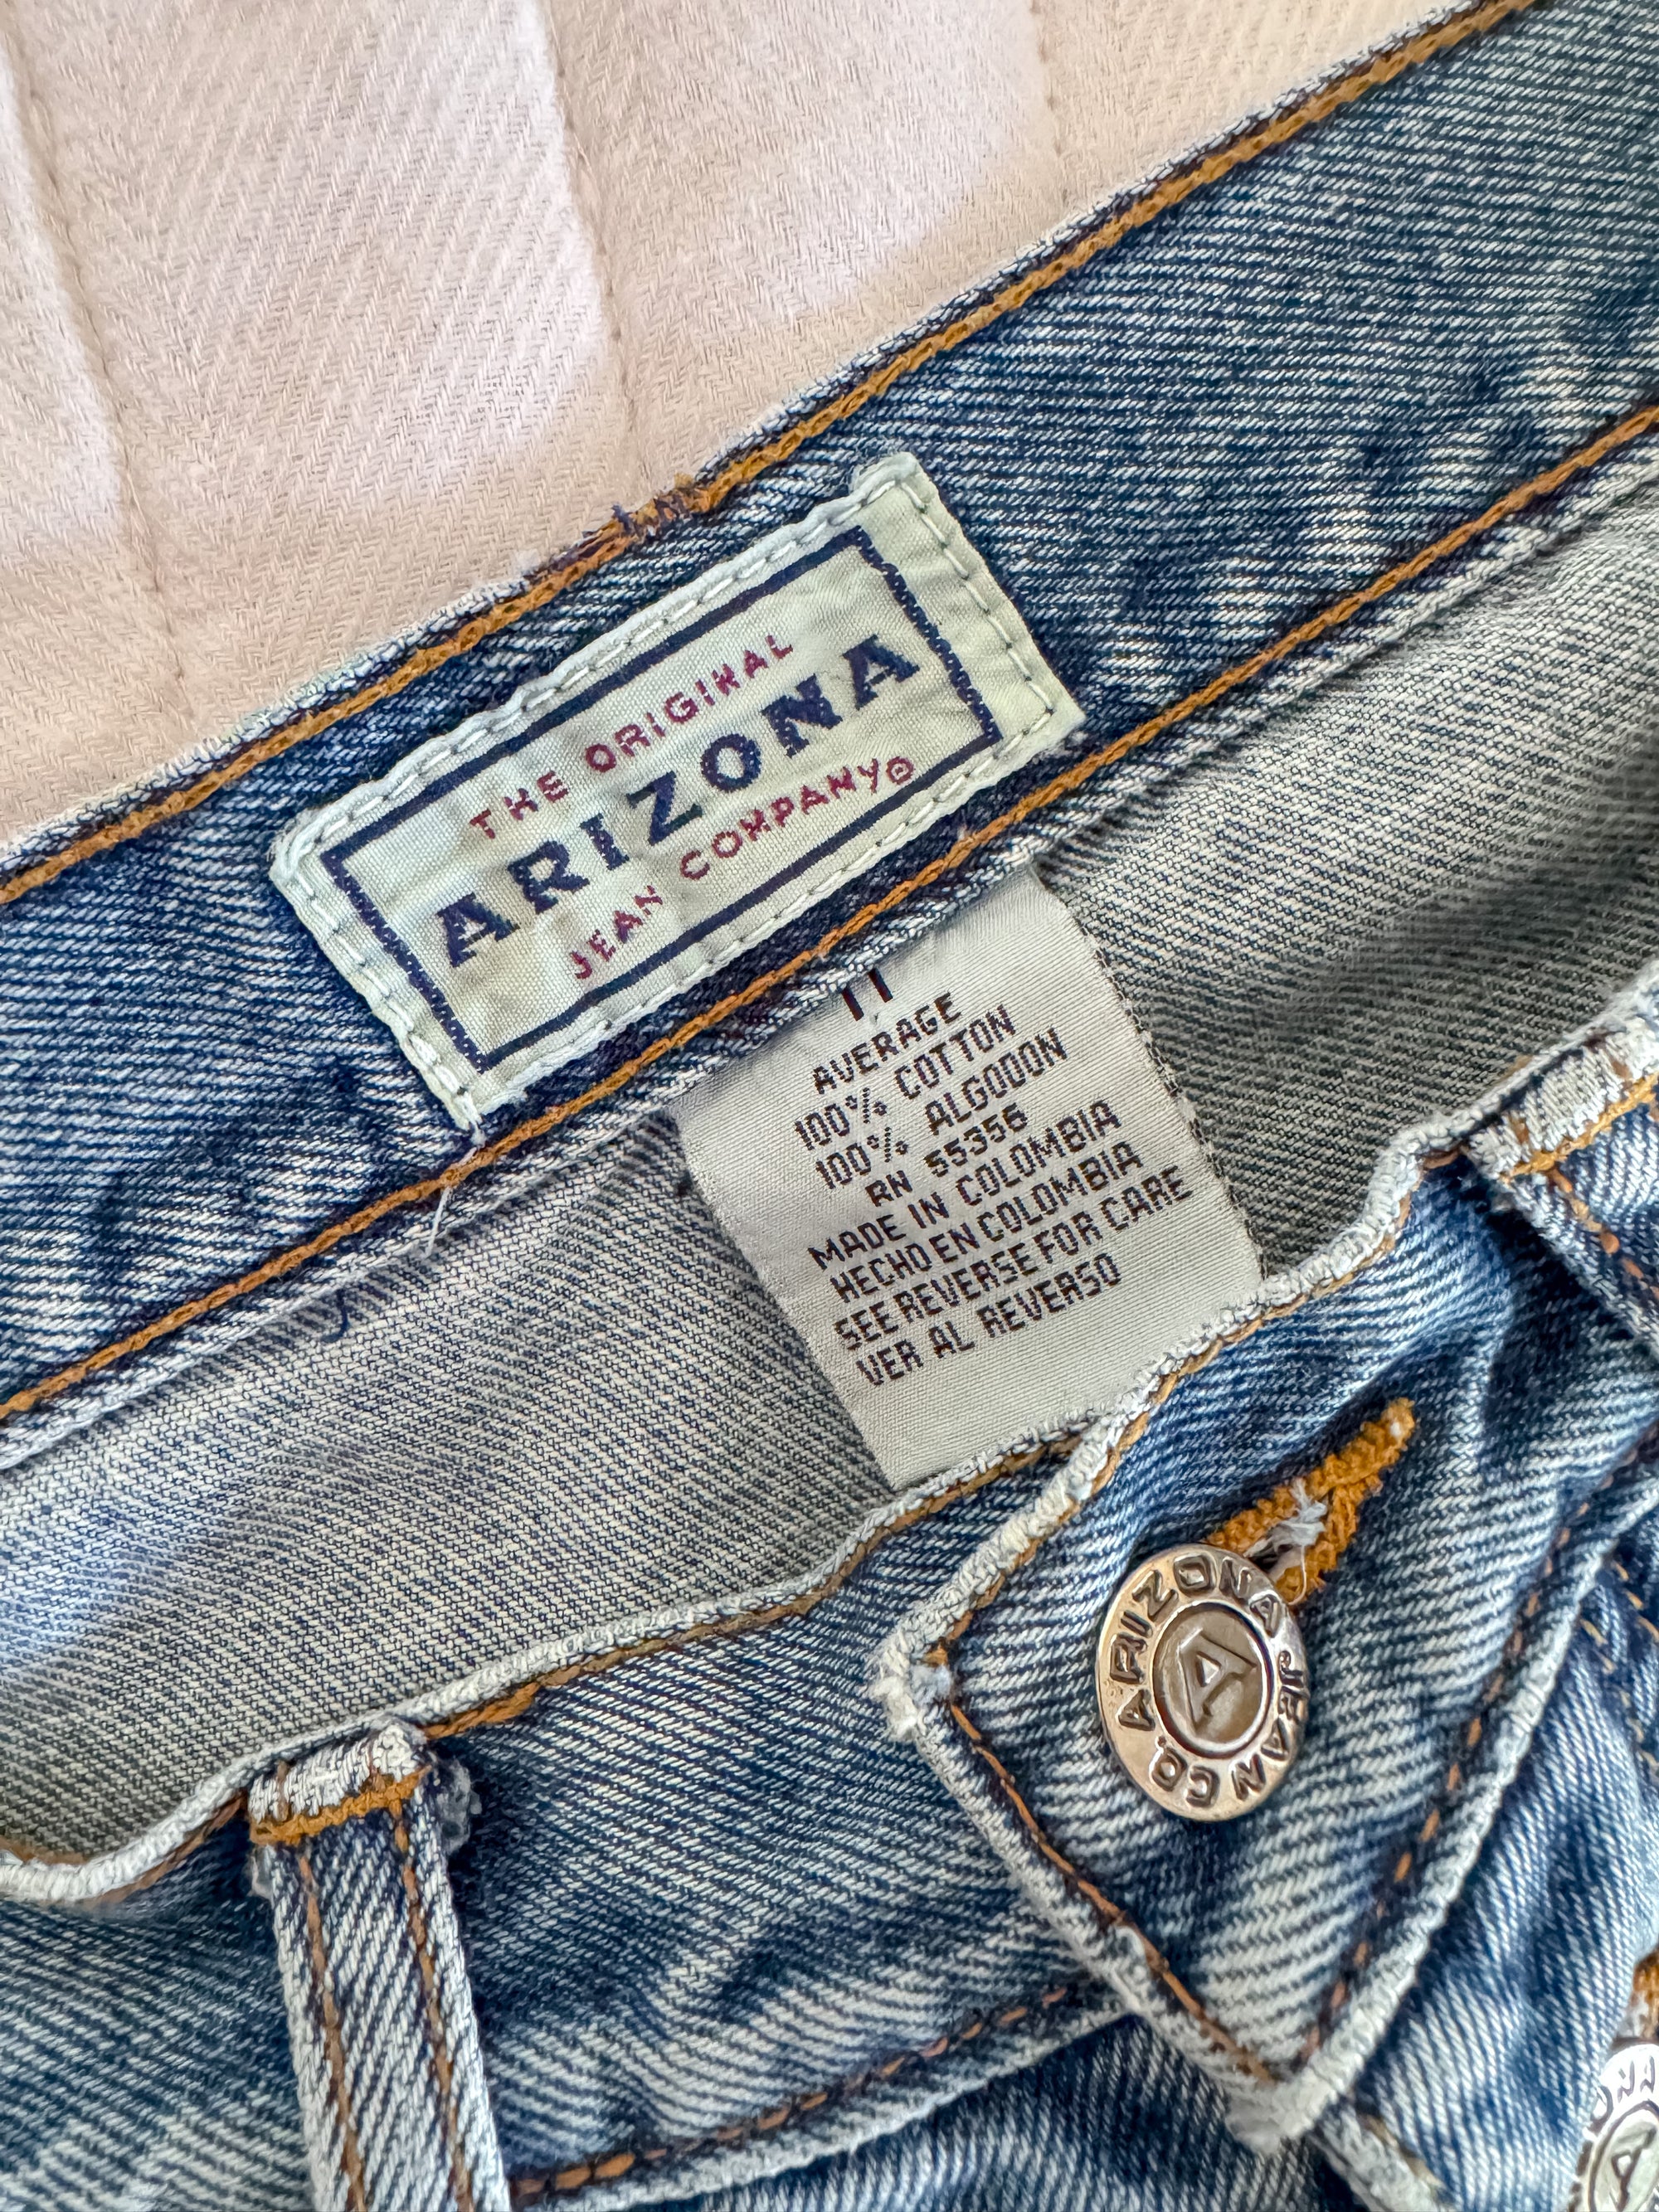 THE ORIGINAL
ARIZONA
JEAN COMPANY®
11
AVERAGE
100% COTTON
100% ALGODON
RN 55356
MADE IN COLOMBIA
HECHO EN COLOMBIA
SEE REVERSE FOR CARE
VER AL REVERSO
ARIZONA JEAN CO.
A
A